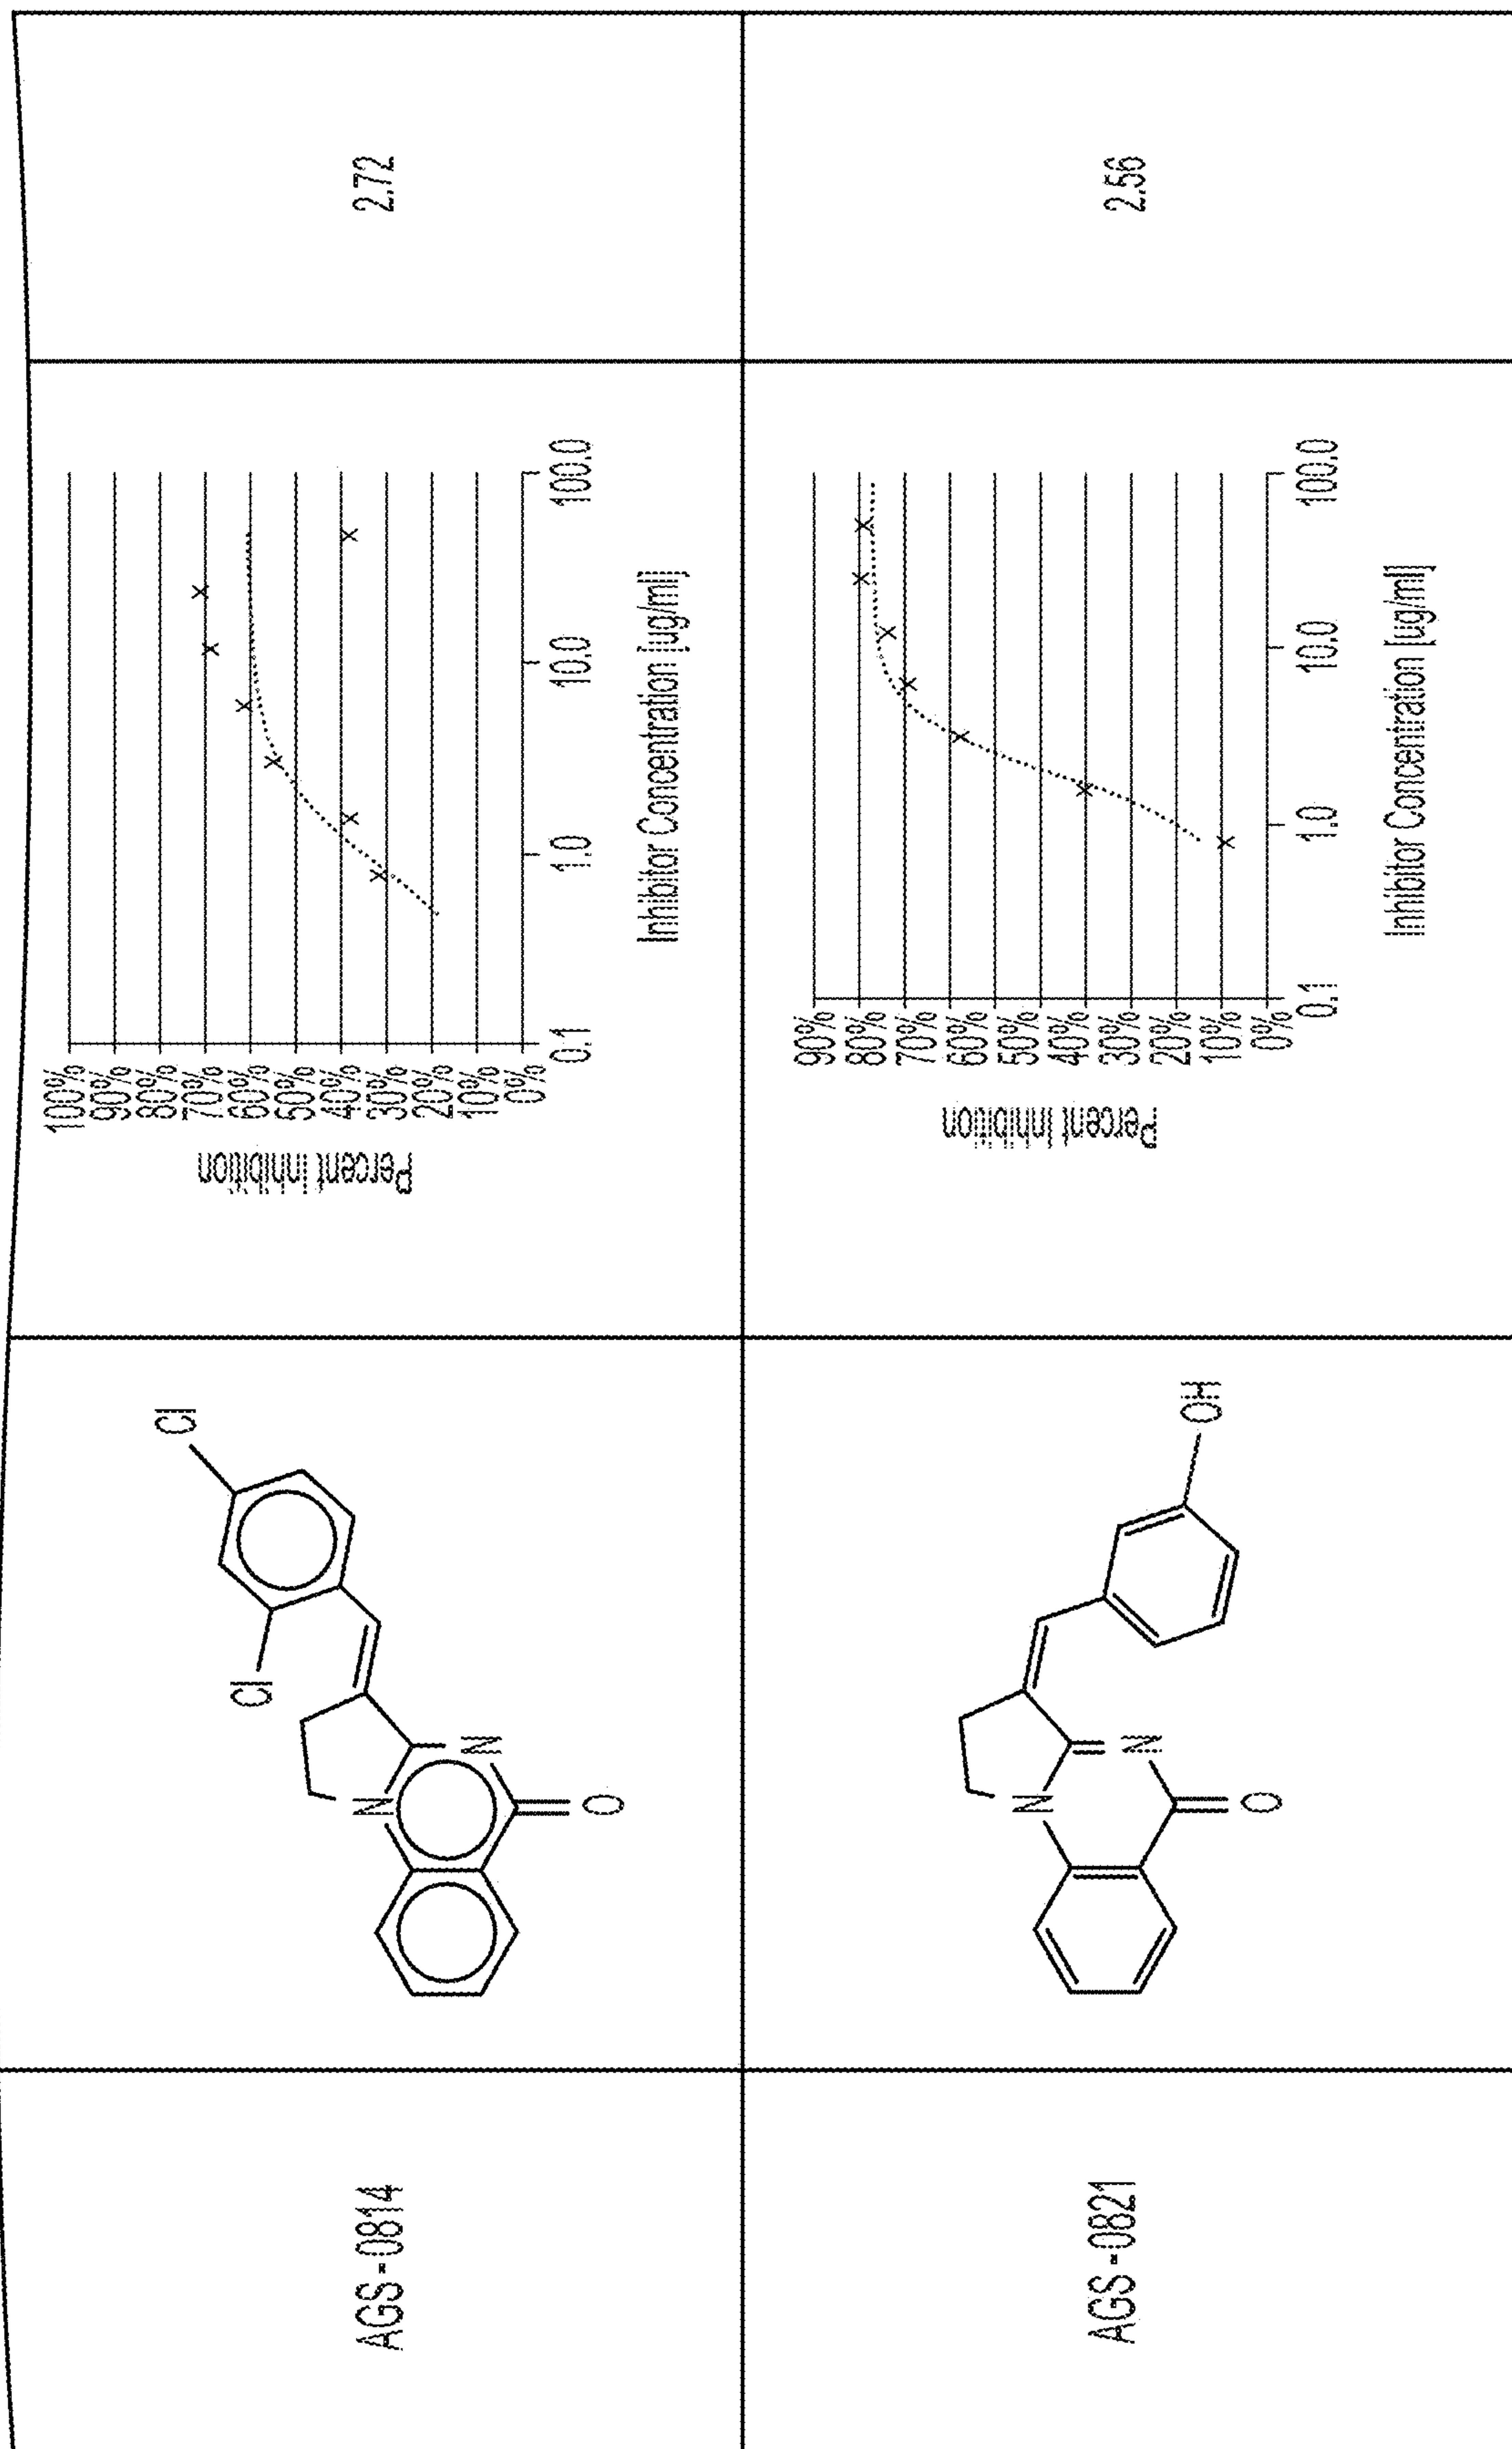 AGS-0814
Cl
Cl
N
N
O
Percent inhibition
100%
90%
80%
70%
60%
50%
40%
30%
20%
10%
0%
0.1
1.0
10.0
100.0
Inhibitor Concentration [ug/ml]
2.72
AGS-0821
OH
N
N
O
Percent Inhibition
90%
80%
70%
60%
50%
40%
30%
20%
10%
0%
0.1
1.0
10.0
100.0
Inhibitor Concentration [ug/ml]
2.56